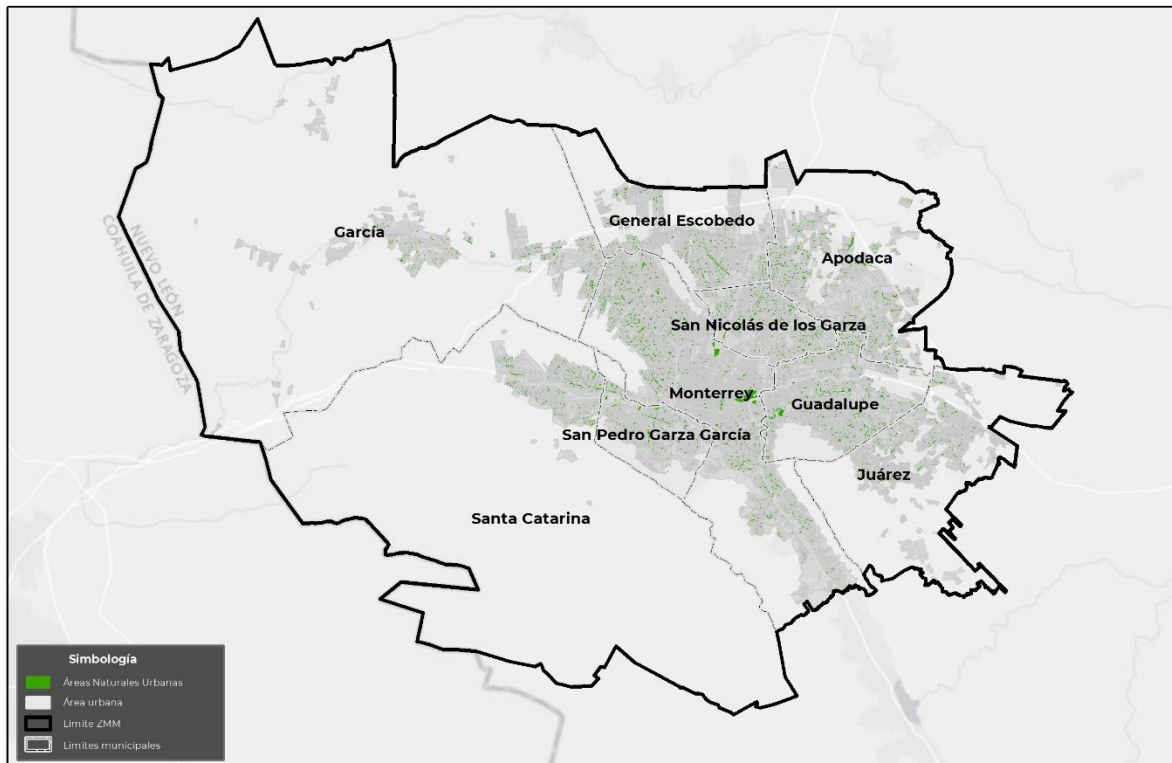 General Escobedo
García
Apodaca
NUEVO LEÓN
COAHUILA DE ZARAGOZA
San Nicolás de los Garza
Monterrey
Guadalupe
San Pedro Garza García
Juárez
Santa Catarina
Simbología
Áreas Naturales Urbanas
Área urbana
Límite ZMM
Límites municipales